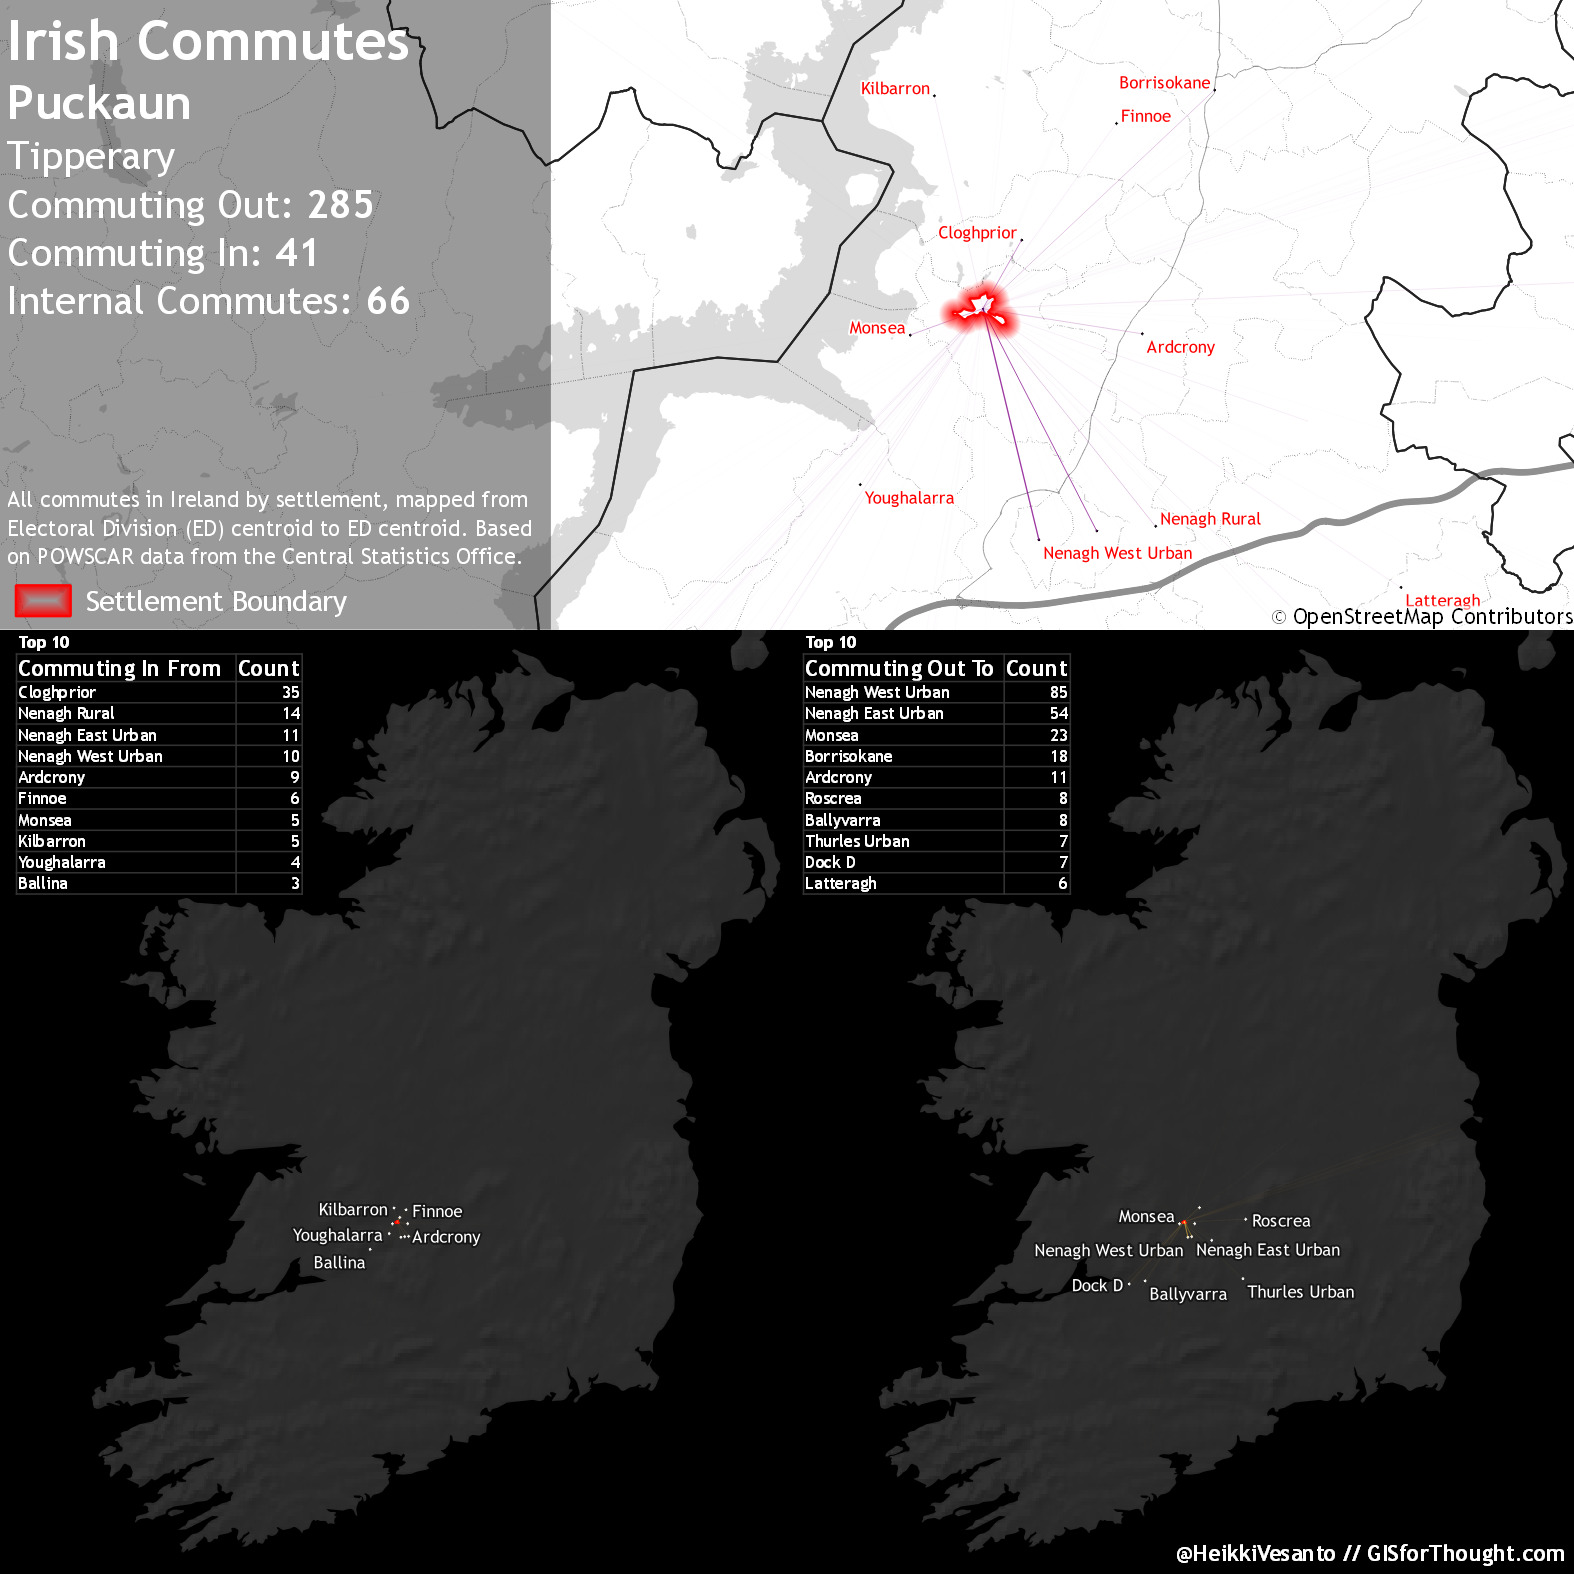 Irish Commutes
Puckaun
Tipperary
Commuting Out: 285
Commuting In: 41
Internal Commutes: 66
All commutes in Ireland by settlement, mapped from
Electoral Division (ED) centroid to ED centroid. Based
on POWSCAR data from the Central Statistics Office.
Settlement Boundary
Kilbarron
Borrisokane
Finnoe
Cloghprior
Monsea
Ardcrony
Youghalarra
Nenagh Rural
Nenagh West Urban
Latteragh
© OpenStreetMap Contributors
Top 10
Commuting In From Count
Cloghprior 35
Nenagh Rural 14
Nenagh East Urban 11
Nenagh West Urban 10
Ardcrony 9
Finnoe 6
Monsea 5
Kilbarron 5
Youghalarra 4
Ballina 3
Kilbarron
Finnoe
Youghalarra
Ardcrony
Ballina
Top 10
Commuting Out To Count
Nenagh West Urban 85
Nenagh East Urban 54
Monsea 23
Borrisokane 18
Ardcrony 11
Roscrea 8
Ballyvarra 8
Thurles Urban 7
Dock D 7
Latteragh 6
Monsea
Roscrea
Nenagh West Urban
Nenagh East Urban
Dock D
Ballyvarra
Thurles Urban
@HeikkiVesanto // GISforThought.com